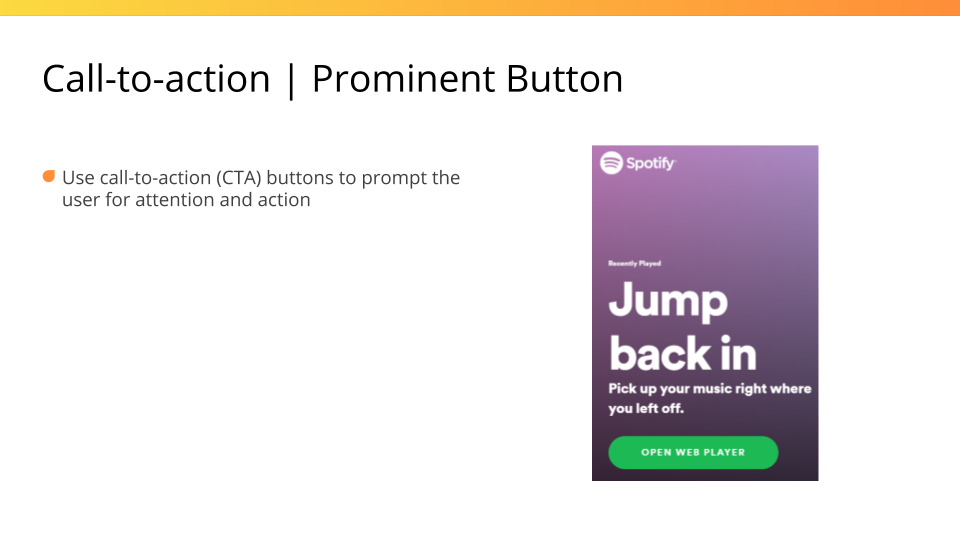 Call-to-action | Prominent Button
Use call-to-action (CTA) buttons to prompt the
user for attention and action
Spotify
Recently Played
Jump
back in
Pick up your music right where
you left off.
OPEN WEB PLAYER